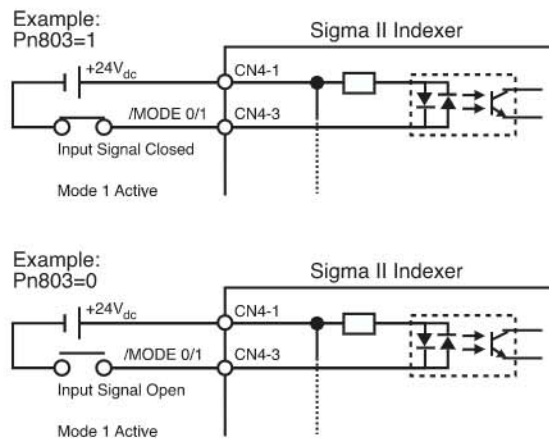 Example:
Pn803=1
Sigma II Indexer
+24Vdc
CN4-1
/MODE 0/1
CN4-3
Input Signal Closed
Mode 1 Active
Example:
Pn803=0
Sigma II Indexer
+24Vdc
CN4-1
/MODE 0/1
CN4-3
Input Signal Open
Mode 1 Active